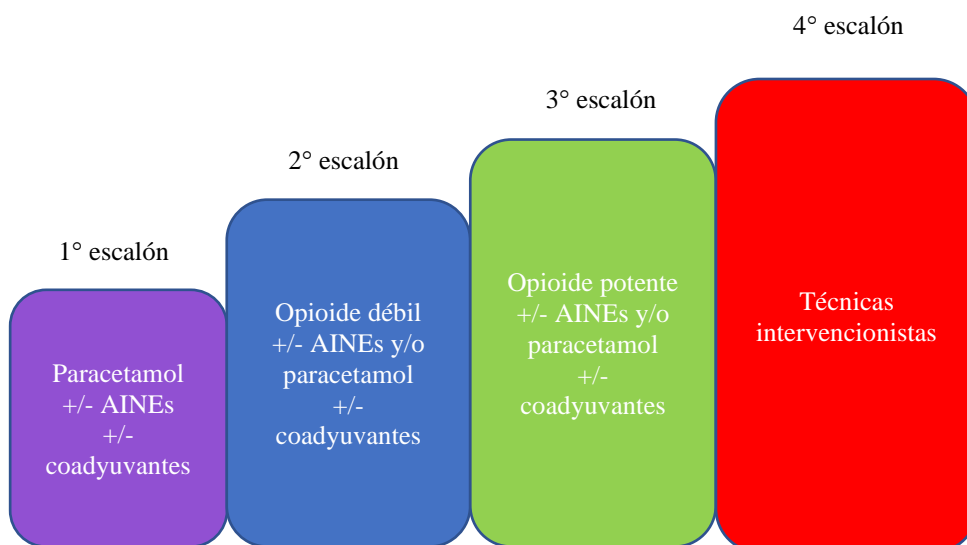 1° escalón
Paracetamol
+/- AINEs
+/-
coadyuvantes
2° escalón
Opioide débil
+/- AINEs y/o
paracetamol
+/-
coadyuvantes
3° escalón
Opioide potente
+/- AINEs y/o
paracetamol
+/-
coadyuvantes
4° escalón
Técnicas
intervencionistas